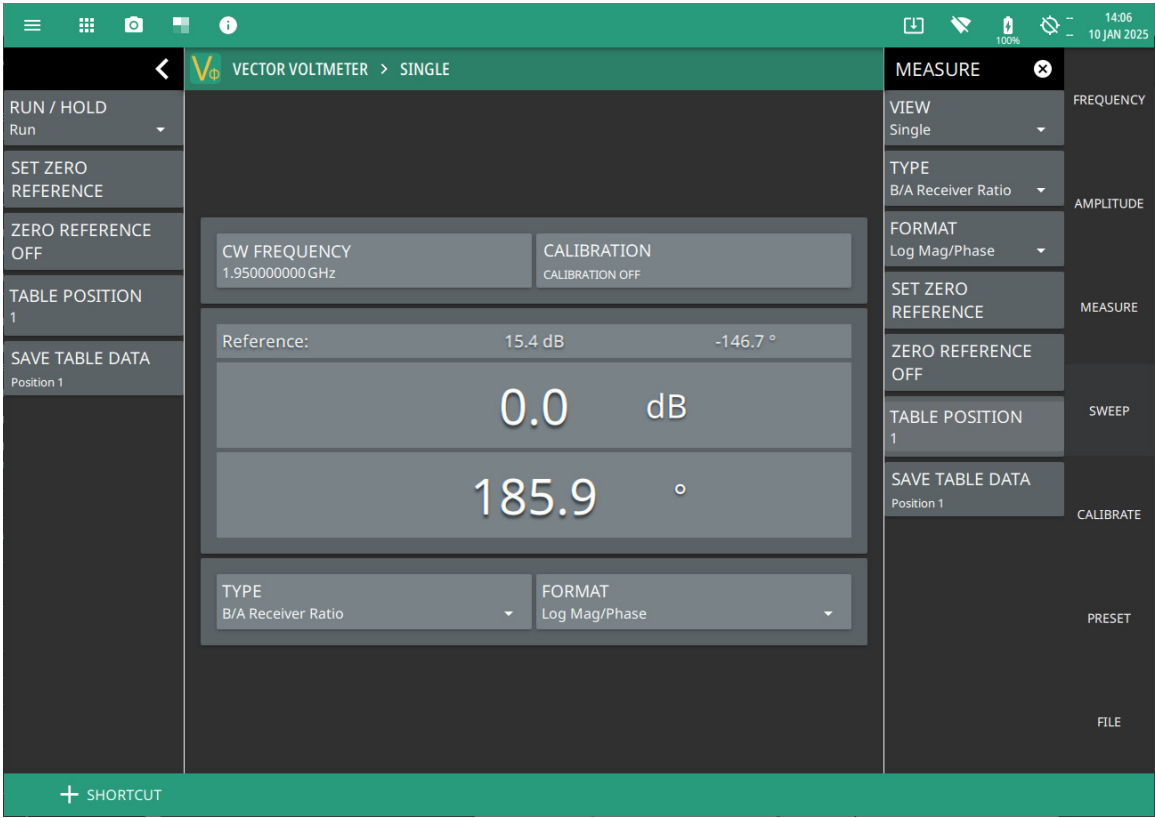 14:06
100%
10 JAN 2025
VECTOR VOLTMETER > SINGLE
RUN / HOLD
Run
SET ZERO
REFERENCE
ZERO REFERENCE
OFF
TABLE POSITION
1
SAVE TABLE DATA
Position 1
CW FREQUENCY
1.950000000 GHz
CALIBRATION
CALIBRATION OFF
Reference: 15.4 dB -146.7 °
0.0 dB
185.9 °
TYPE
B/A Receiver Ratio
FORMAT
Log Mag/Phase
MEASURE
VIEW
Single
TYPE
B/A Receiver Ratio
FORMAT
Log Mag/Phase
SET ZERO
REFERENCE
ZERO REFERENCE
OFF
TABLE POSITION
1
SAVE TABLE DATA
Position 1
FREQUENCY
AMPLITUDE
MEASURE
SWEEP
CALIBRATE
PRESET
FILE
+ SHORTCUT